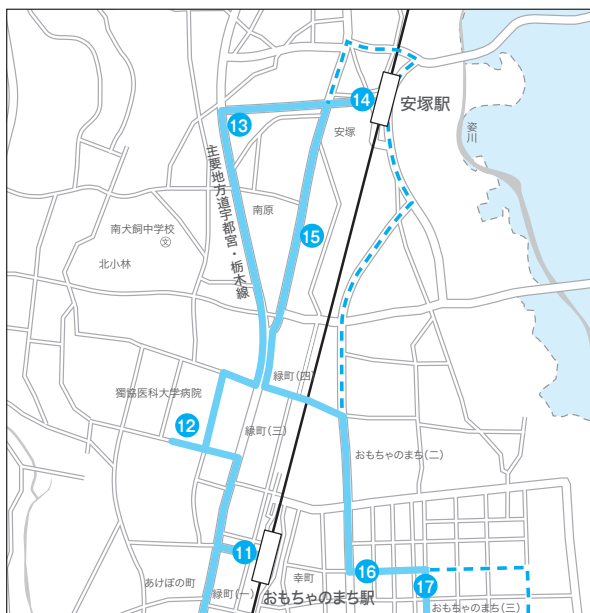 14
安塚駅
13
安塚
姿川
主要地方道宇都宮・栃木線
南原
南犬飼中学校
文
15
北小林
緑町(四)
獨協医科大学病院
12
緑町(三)
おもちゃのまち(二)
11
16
あけぼの町
幸町
17
緑町(一)
おもちゃのまち駅
おもちゃのまち(三)